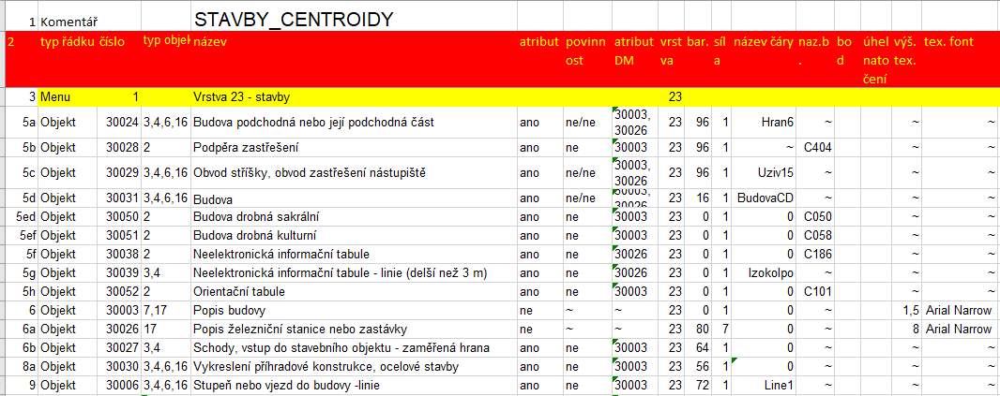 1 Komentář STAVBY_CENTROIDY
2 typ řádku číslo typ objek název atribut povinnost atribut DM vrstva bar. síla název čáry naz.b. bod úhel natočení výš. tex. tex. font
3 Menu 1 Vrstva 23 - stavby 23
5a Objekt 30024 3,4,6,16 Budova podchodná nebo její podchodná část ano ne/ne 30003, 30026 23 96 1 Hran6 ~ ~ ~
5b Objekt 30028 2 Podpěra zastřešení ano ne 30003 23 96 1 ~ C404 ~ ~
5c Objekt 30029 3,4,6,16 Obvod stříšky, obvod zastřešení nástupiště ano ne/ne 30003, 30026 23 96 1 Uziv15 ~ ~ ~
5d Objekt 30031 3,4,6,16 Budova ano ne/ne 30003, 30026 23 16 1 BudovaCD ~ ~ ~
5ed Objekt 30050 2 Budova drobná sakrální ano ne 30003 23 0 1 0 C050 ~ ~
5ef Objekt 30051 2 Budova drobná kulturní ano ne 30003 23 0 1 0 C058 ~ ~
5f Objekt 30038 2 Neelektronická informační tabule ano ne 30026 23 0 1 0 C186 ~ ~
5g Objekt 30039 3,4 Neelektronická informační tabule - linie (delší než 3 m) ano ne 30026 23 0 1 Izokolpo ~ ~ ~
5h Objekt 30052 2 Orientační tabule ano ne 30003 23 0 1 0 C101 ~ ~
6 Objekt 30003 7,17 Popis budovy ne ~ ~ 23 0 1 0 ~ 1,5 Arial Narrow
6a Objekt 30026 17 Popis železniční stanice nebo zastávky ne ~ ~ 23 80 7 0 ~ 8 Arial Narrow
6b Objekt 30027 3,4 Schody, vstup do stavebního objektu - zaměřená hrana ano ne 30003 23 64 1 0 ~ ~ ~
8a Objekt 30030 3,4,6,16 Vykreslení příhradové konstrukce, ocelové stavby ano ne 30003 23 56 1 0 ~ ~ ~
9 Objekt 30006 3,4,6,16 Stupeň nebo vjezd do budovy -linie ano ne 30003 23 72 1 Line1 ~ ~ ~